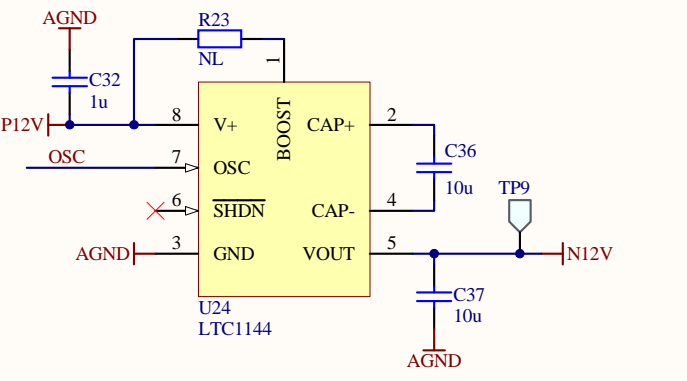 AGND
R23
NL
C32
1u
1
P12V
8
V+
BOOST
CAP+
2
OSC
7
OSC
C36
10u
6
SHDN
CAP-
4
TP9
AGND
3
GND
VOUT
5
N12V
C37
10u
U24
LTC1144
AGND